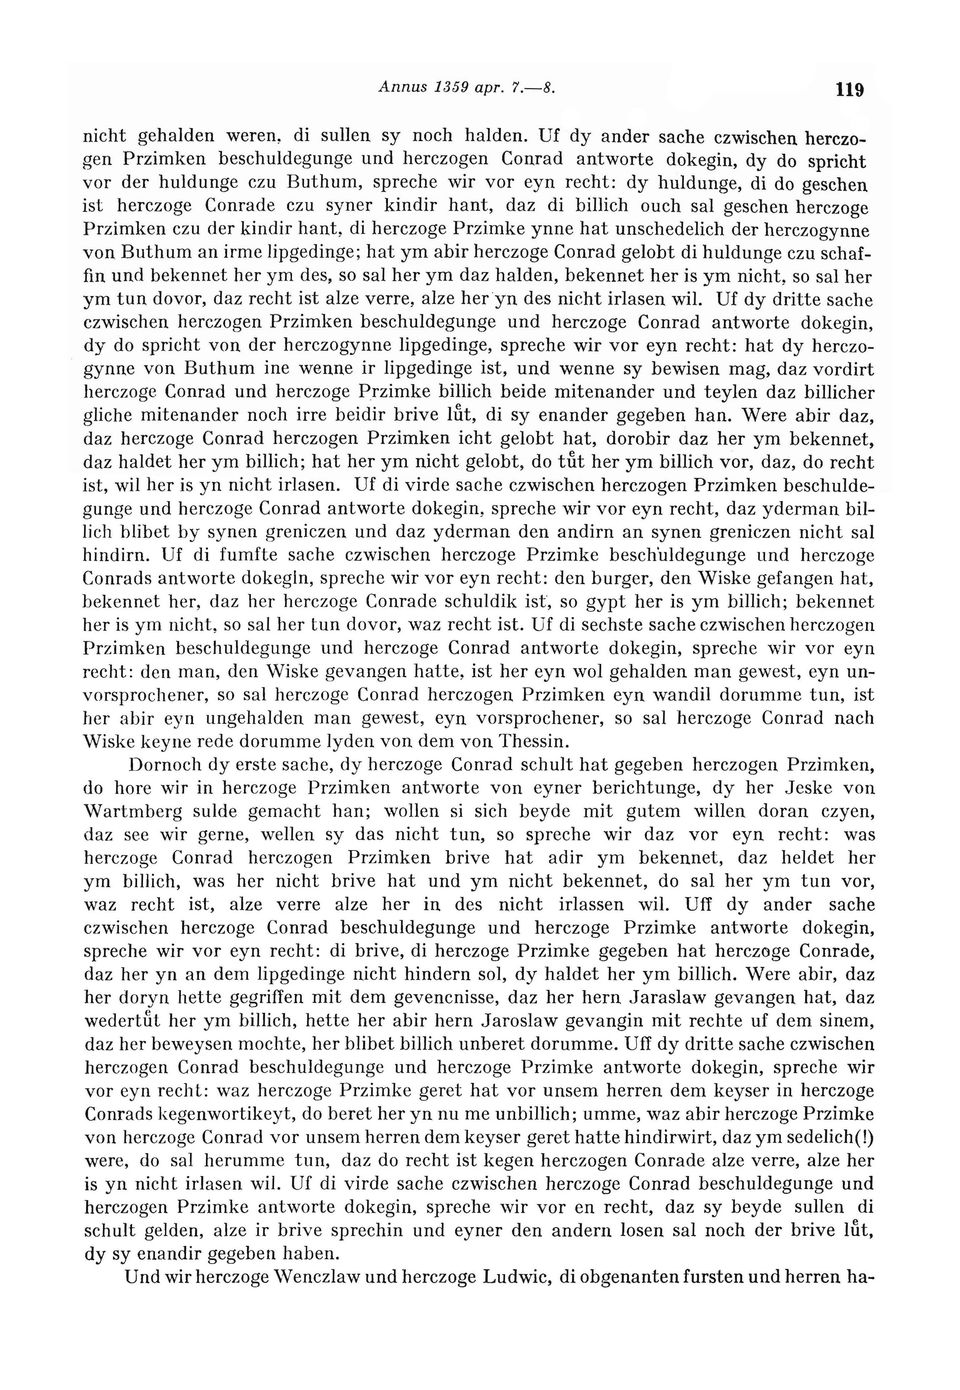 Annus 1359 apr. 7.—8.
119
nicht gehalden weren, di sullen sy noch halden. Uf dy ander sache czwischen herczo-
gen Przimken beschuldegunge und herczogen Conrad antworte dokegin, dy do spricht
vor der huldunge czu Buthum, spreche wir vor eyn recht: dy huldunge, di do geschen
ist herczoge Conrade czu syner kindir hant, daz di billich ouch sal geschen herczoge
Przimken czu der kindir hant, di herczoge Przimke ynne hat unschedelich der herczogynne
von Buthum an irme lipgedinge; hat ym abir herczoge Conrad gelobt di huldunge czu schaf-
fin und bekennet her ym des, so sal her ym daz halden, bekennet her is ym nicht, so sal her
ym tun dovor, daz recht ist alze verre, alze her yn des nicht irlasen wil. Uf dy dritte sache
czwischen herczogen Przimken beschuldegunge und herczoge Conrad antworte dokegin,
dy do spricht von der herczogynne lipgedinge, spreche wir vor eyn recht: hat dy herczo-
gynne von Buthum ine wenne ir lipgedinge ist, und wenne sy bewisen mag, daz vordirt
herczoge Conrad und herczoge Przimke billich beide mitenander und teylen daz billicher
gliche mitenander noch irre beidir brive lůt, di sy enander gegeben han. Were abir daz,
daz herczoge Conrad herczogen Przimken icht gelobt hat, dorobir daz her ym bekennet,
daz haldet her ym billich; hat her ym nicht gelobt, do tůt her ym billich vor, daz, do recht
ist, wil her is yn nicht irlasen. Uf di virde sache czwischen herczogen Przimken beschulde-
gunge und herczoge Conrad antworte dokegin, spreche wir vor eyn recht, daz yderman bil-
lich blibet by synen greniczen und daz yderman den andirn an synen greniczen nicht sal
hindirn. Uf di fumfte sache czwischen herczoge Przimke beschuldegunge und herczoge
Conrads antworte dokegin, spreche wir vor eyn recht: den burger, den Wiske gefangen hat,
bekennet her, daz her herczoge Conrade schuldik ist, so gypt her is ym billich; bekennet
her is ym nicht, so sal her tun dovor, waz recht ist. Uf di sechste sache czwischen herczogen
Przimken beschuldegunge und herczoge Conrad antworte dokegin, spreche wir vor eyn
recht: den man, den Wiske gevangen hatte, ist her eyn wol gehalden man gewest, eyn un-
vorsprochener, so sal herczoge Conrad herczogen Przimken eyn wandil dorumme tun, ist
her abir eyn ungehalden man gewest, eyn vorsprochener, so sal herczoge Conrad nach
Wiske keyne rede dorumme lyden von dem von Thessin.
Dornoch dy erste sache, dy herczoge Conrad schult hat gegeben herczogen Przimken,
do hore wir in herczoge Przimken antworte von eyner berichtunge, dy her Jeske von
Wartmberg sulde gemacht han; wollen si sich beyde mit gutem willen doran czyen,
daz see wir gerne, wellen sy das nicht tun, so spreche wir daz vor eyn recht: was
herczoge Conrad herczogen Przimken brive hat adir ym bekennet, daz heldet her
ym billich, was her nicht brive hat und ym nicht bekennet, do sal her ym tun vor,
waz recht ist, alze verre alze her in des nicht irlassen wil. Uff dy ander sache
czwischen herczoge Conrad beschuldegunge und herczoge Przimke antworte dokegin,
spreche wir vor eyn recht: di brive, di herczoge Przimke gegeben hat herczoge Conrade,
daz her yn an dem lipgedinge nicht hindern sol, dy haldet her ym billich. Were abir, daz
her doryn hette gegriffen mit dem gevencnisse, daz her hern Jaraslaw gevangen hat, daz
wedertůt her ym billich, hette her abir hern Jaroslaw gevangin mit rechte uf dem sinem,
daz her beweysen mochte, her blibet billich unberet dorumme. Uff dy dritte sache czwischen
herczogen Conrad beschuldegunge und herczoge Przimke antworte dokegin, spreche wir
vor eyn recht: waz herczoge Przimke geret hat vor unsem herren dem keyser in herczoge
Conrads kegenwortikeyt, do beret her yn nu me unbillich; umme, waz abir herczoge Przimke
von herczoge Conrad vor unsem herren dem keyser geret hatte hindirwirt, daz ym sedelich(!)
were, do sal herumme tun, daz do recht ist kegen herczogen Conrade alze verre, alze her
is yn nicht irlasen wil. Uf di virde sache czwischen herczoge Conrad beschuldegunge und
herczogen Przimke antworte dokegin, spreche wir vor en recht, daz sy beyde sullen di
schult gelden, alze ir brive sprechin und eyner den andern losen sal noch der brive lůt,
dy sy enandir gegeben haben.
Und wir herczoge Wenczlaw und herczoge Ludwic, di obgenanten fursten und herren ha-